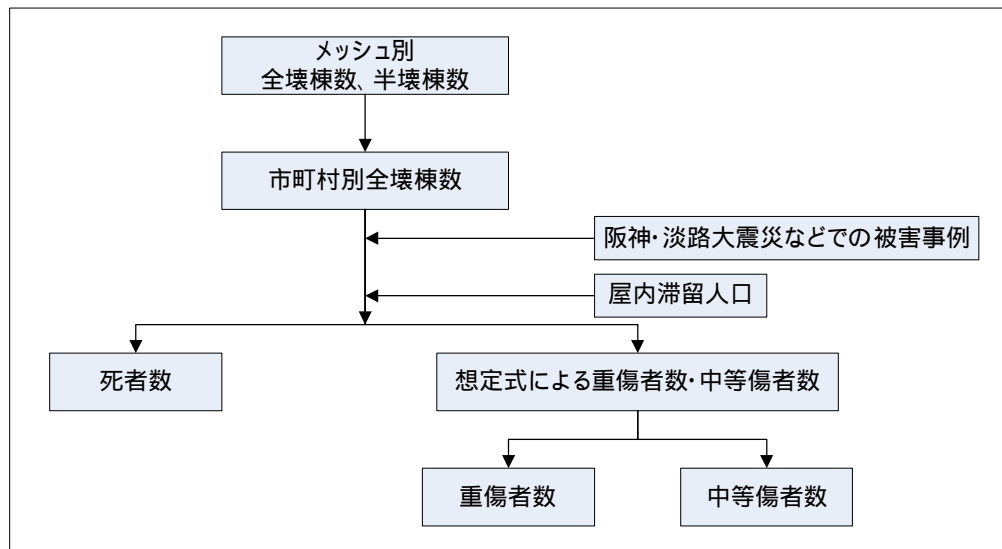 メッシュ別
全壊棟数、半壊棟数
市町村別全壊棟数
阪神・淡路大震災などでの被害事例
屋内滞留人口
死者数
想定式による重傷者数・中等傷者数
重傷者数
中等傷者数